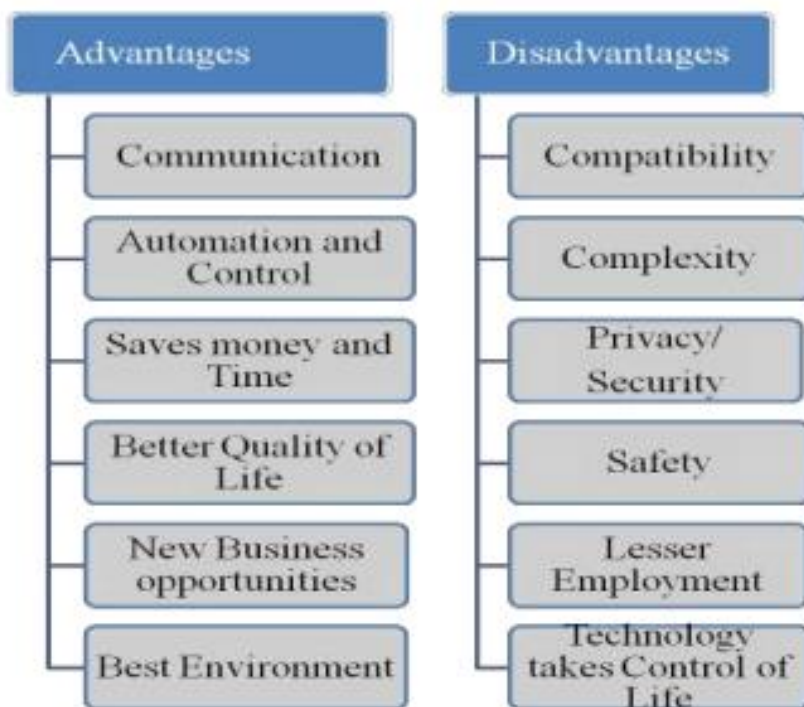 Advantages
Communication
Automation and
Control
Saves money and
Time
Better Quality of
Life
New Business
opportunities
Best Environment
Disadvantages
Compatibility
Complexity
Privacy/
Security
Safety
Lesser
Employment
Technology
takes Control of
Life